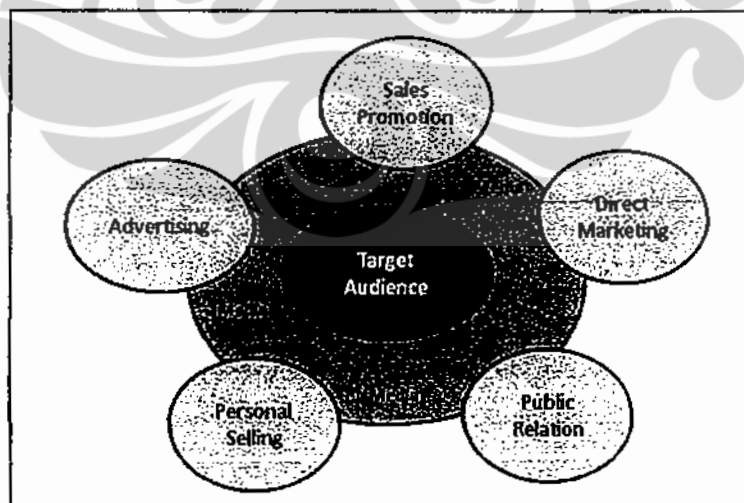 Sales
Promotion
Advertising
Direct
Marketing
Target
Audience
Personal
Selling
Public
Relation